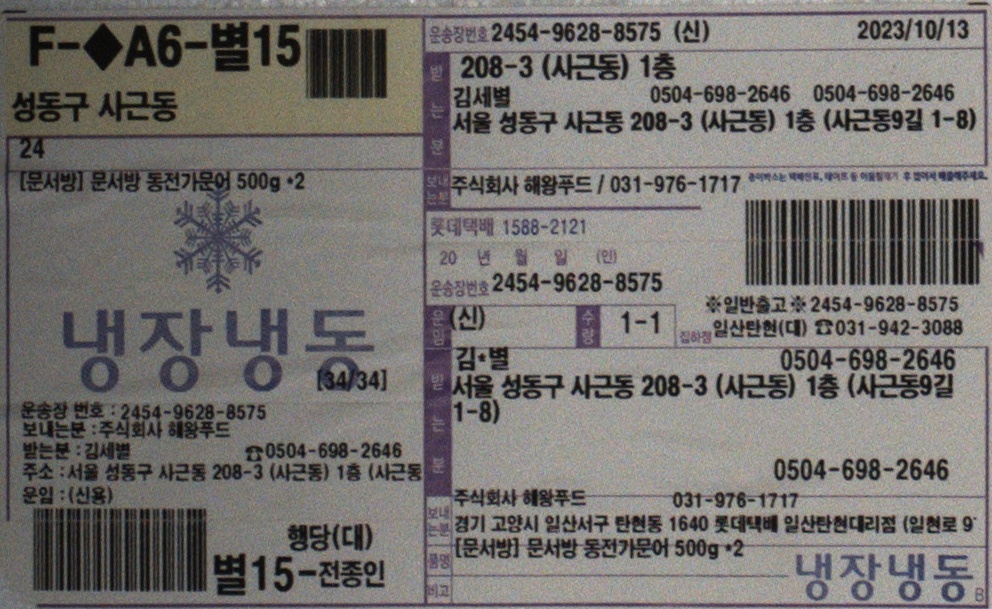 F-◆A6-별15
성동구 사근동
24
[문서방] 문서방 동전가문어 500g *2
냉장냉동
[34/34]
운송장 번호 : 2454-9628-8575
보내는분 : 주식회사 해왕푸드
받는분 : 김세별 ☎0504-698-2646
주소 : 서울 성동구 사근동 208-3 (사근동) 1층 (사근동
운임 : (신용)
행당(대)
별15-전종인
운송장번호 2454-9628-8575 (신) 2023/10/13
받는분
208-3 (사근동) 1층
김세별 0504-698-2646 0504-698-2646
서울 성동구 사근동 208-3 (사근동) 1층 (사근동9길 1-8)
보내는분 주식회사 해왕푸드 / 031-976-1717
롯데택배 1588-2121
20 년 월 일 (인)
운송장번호 2454-9628-8575
※일반출고※ 2454-9628-8575
운임 (신) 수량 1-1 집하점 일산탄현(대) ☎031-942-3088
받는분
김*별 0504-698-2646
서울 성동구 사근동 208-3 (사근동) 1층 (사근동9길
1-8)
0504-698-2646
보내는분
주식회사 해왕푸드 031-976-1717
경기 고양시 일산서구 탄현동 1640 롯데택배 일산탄현대리점 (일현로 9
품명 [문서방] 문서방 동전가문어 500g *2
비고 냉장냉동
B